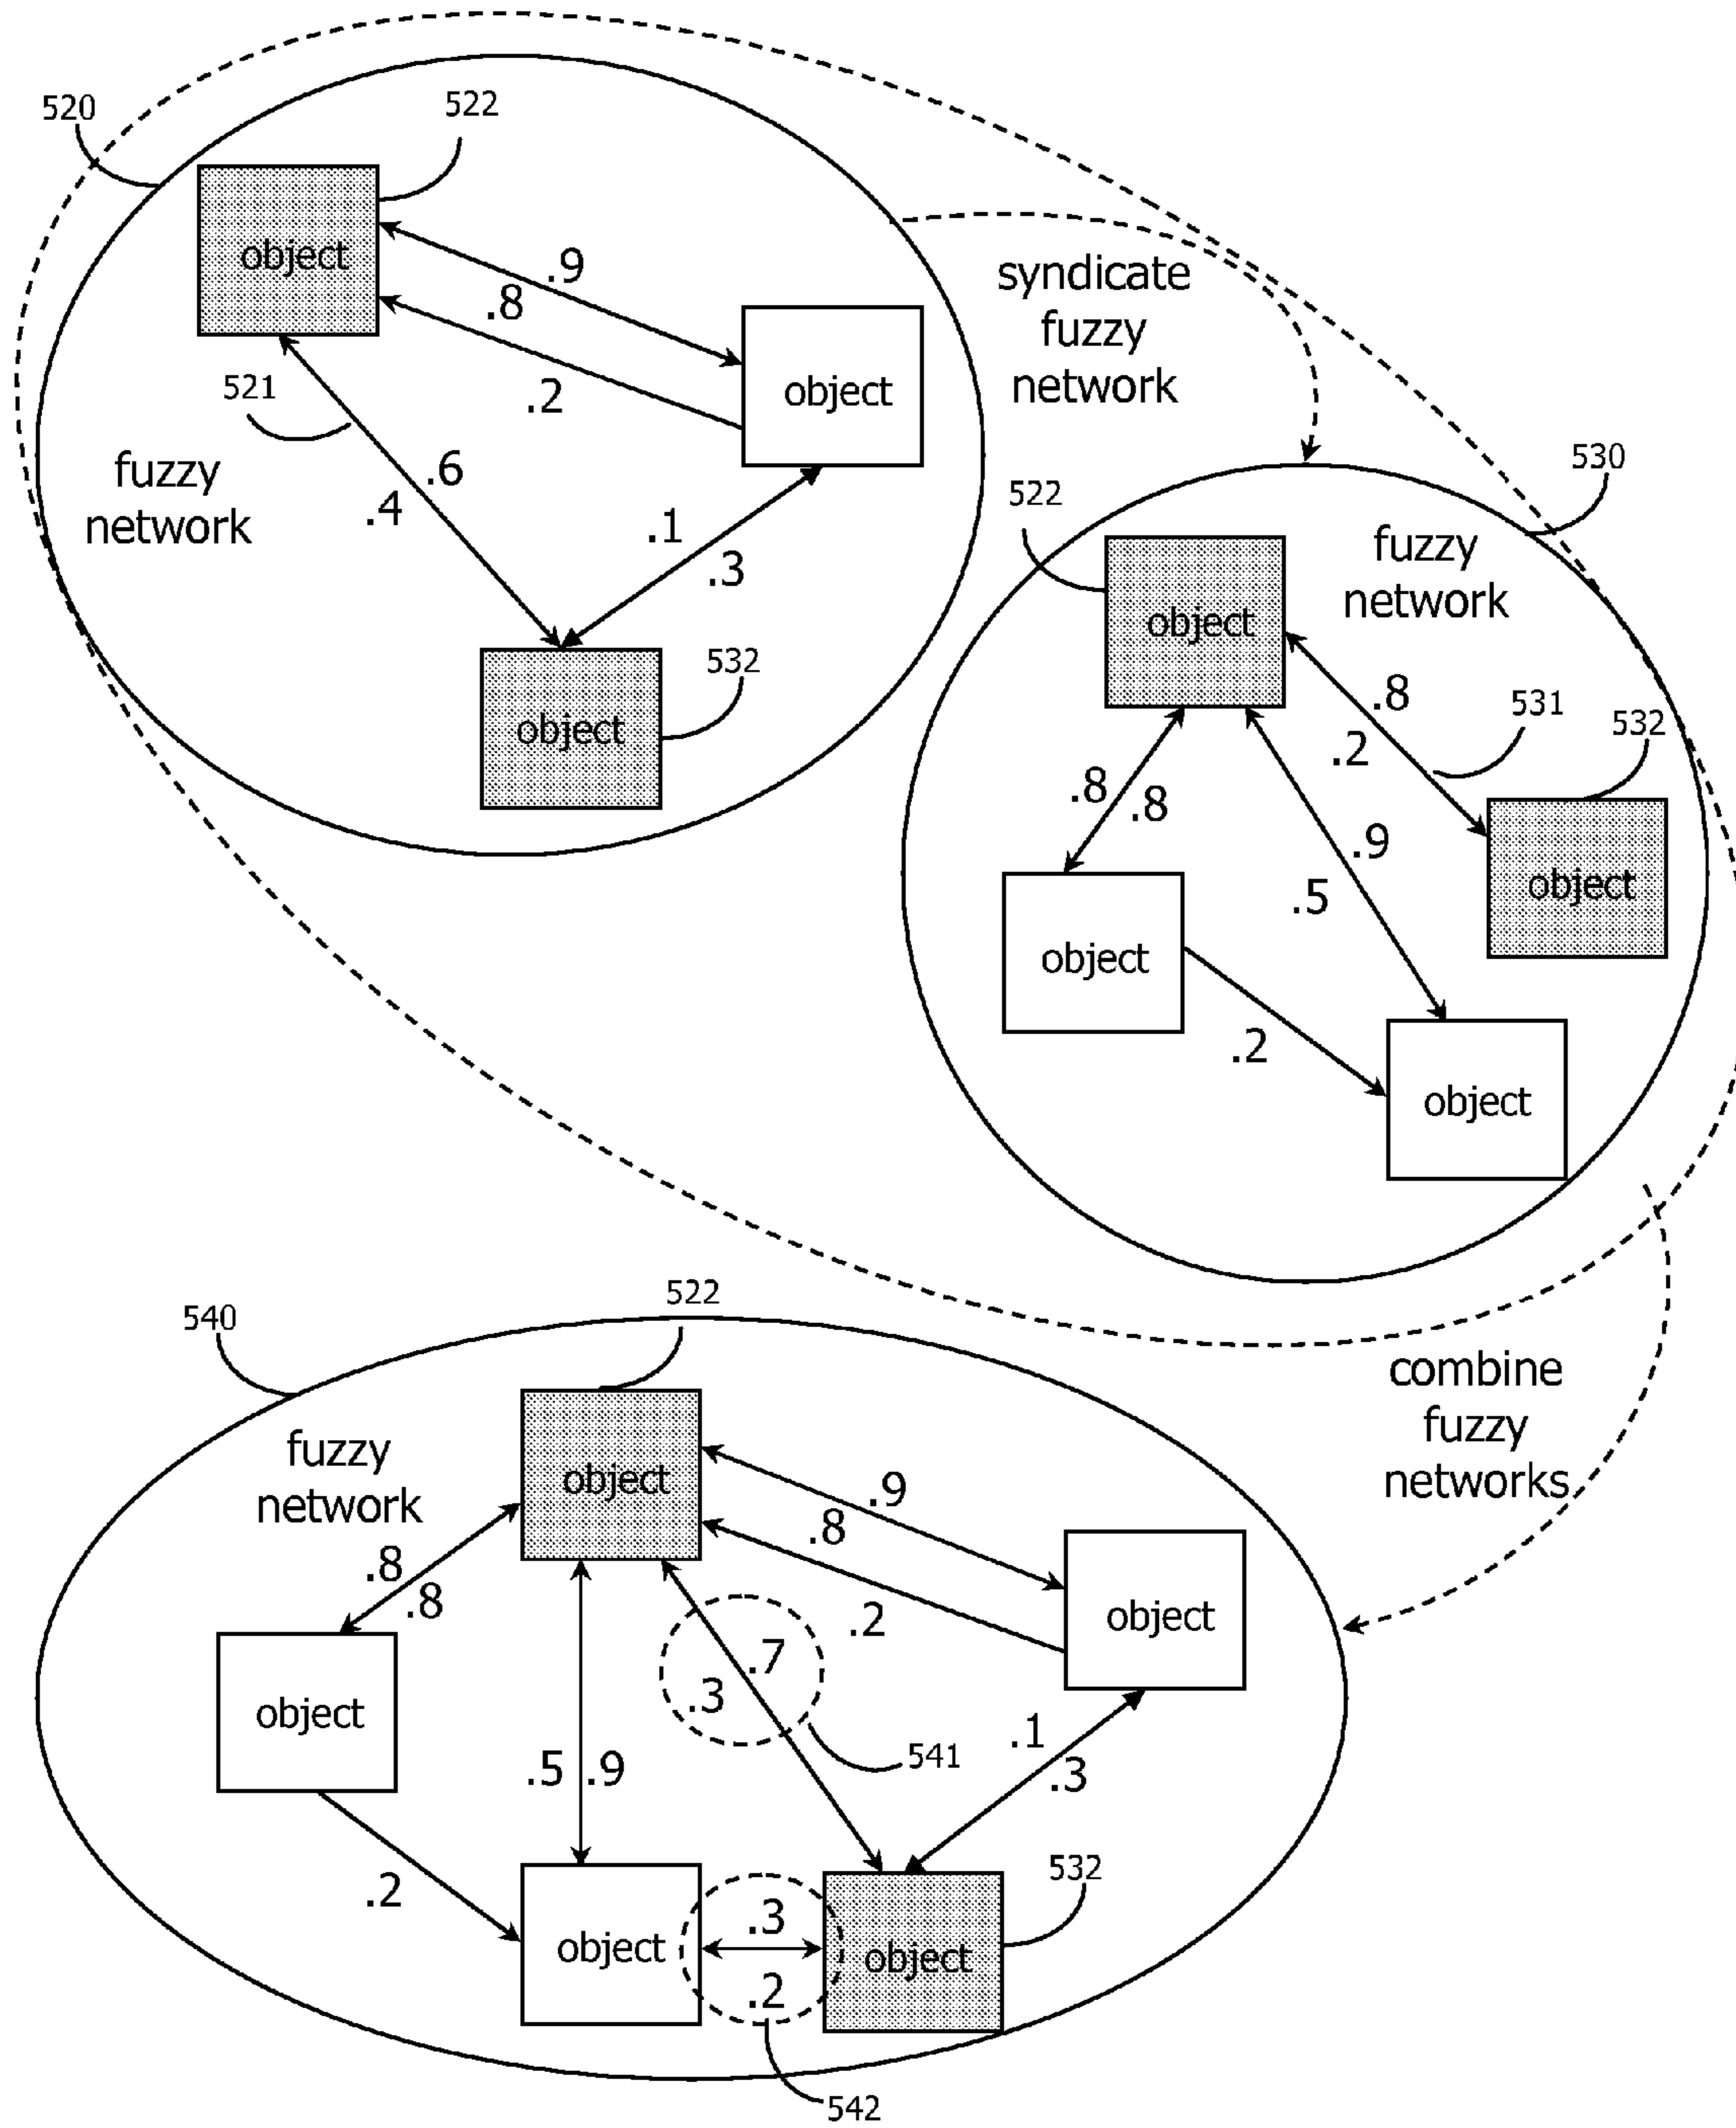 520
522
object
.9
.8
object
.2
521
fuzzy
network
.6
.4
.1
.3
532
object
syndicate
fuzzy
network
530
522
fuzzy
network
object
.8
531
.2
532
.8
.8
.9
.5
object
object
.2
object
540
522
fuzzy
network
object
.9
.8
.8
.8
.2
object
object
.7
.3
541
.5
.9
.1
.3
.2
object
.3
.2
object
532
542
combine
fuzzy
networks